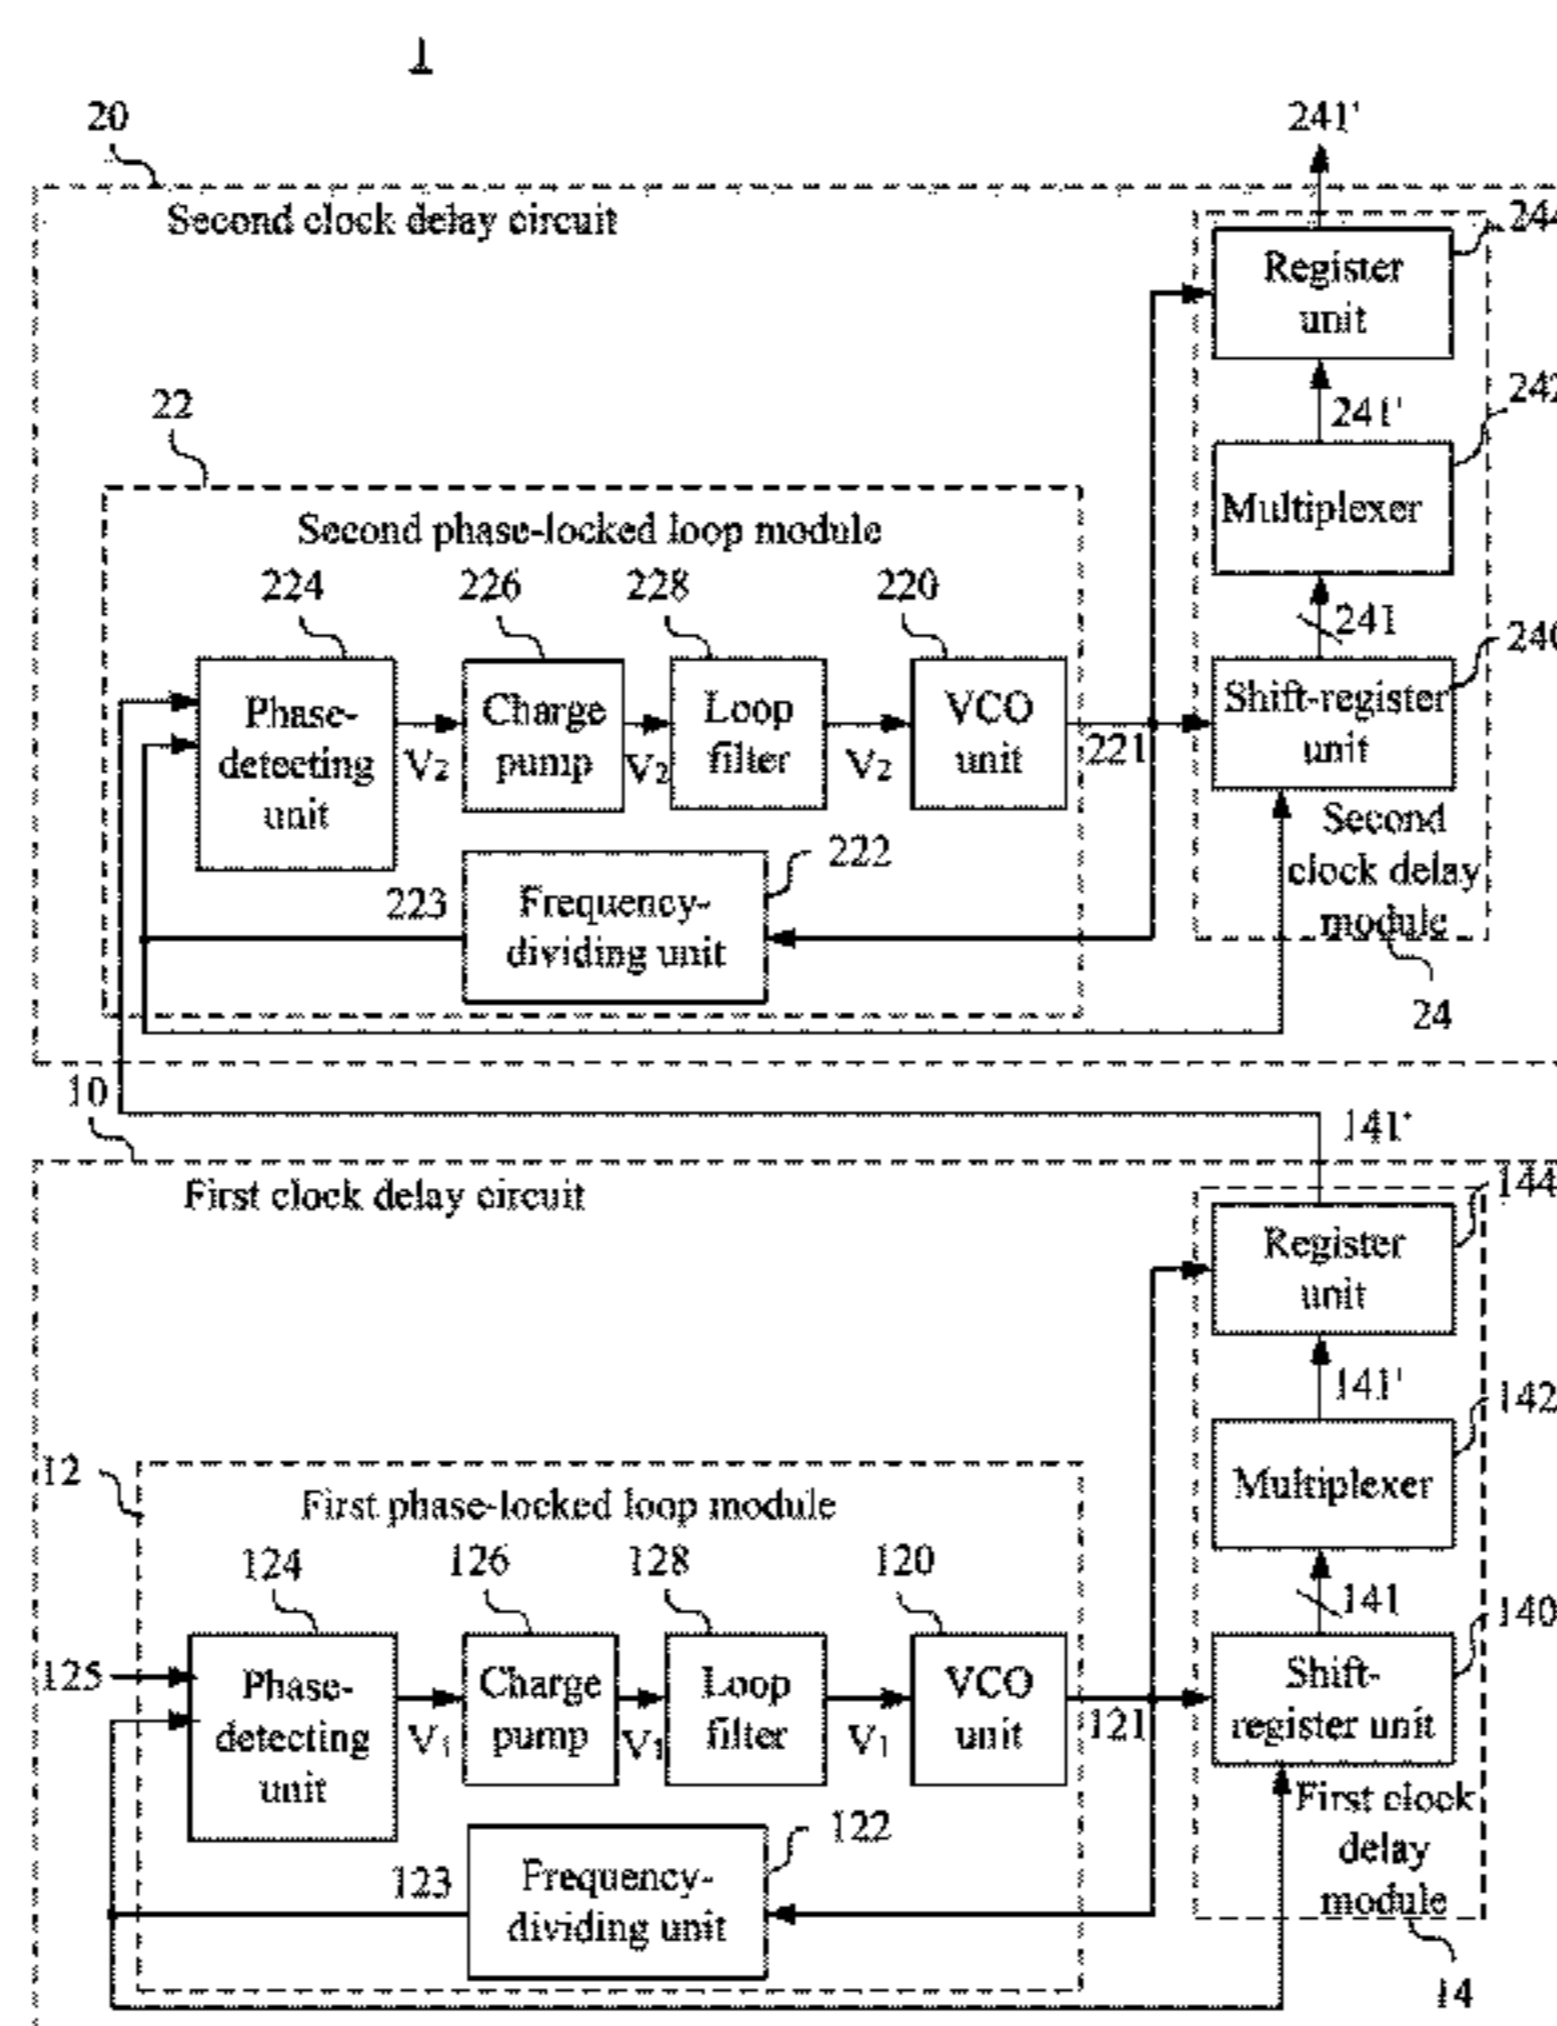 1
20
241'
Second clock delay circuit
Register
unit
22
241'
Multiplexer
Second phase-locked loop module
224
226
228
220
241
Phase-
detecting
unit
V2
Charge
pump
V2
Loop
filter
V2
VCO
unit
221
Shift-register
unit
Second
clock delay
module
222
223
Frequency-
dividing unit
24
10
141'
First clock delay circuit
144
Register
unit
141'
142
12
Multiplexer
First phase-locked loop module
124
126
128
120
141
140
125
Phase-
detecting
unit
V1
Charge
pump
V1
Loop
filter
V1
VCO
unit
121
Shift-
register unit
First clock
delay
module
122
123
Frequency-
dividing unit
14